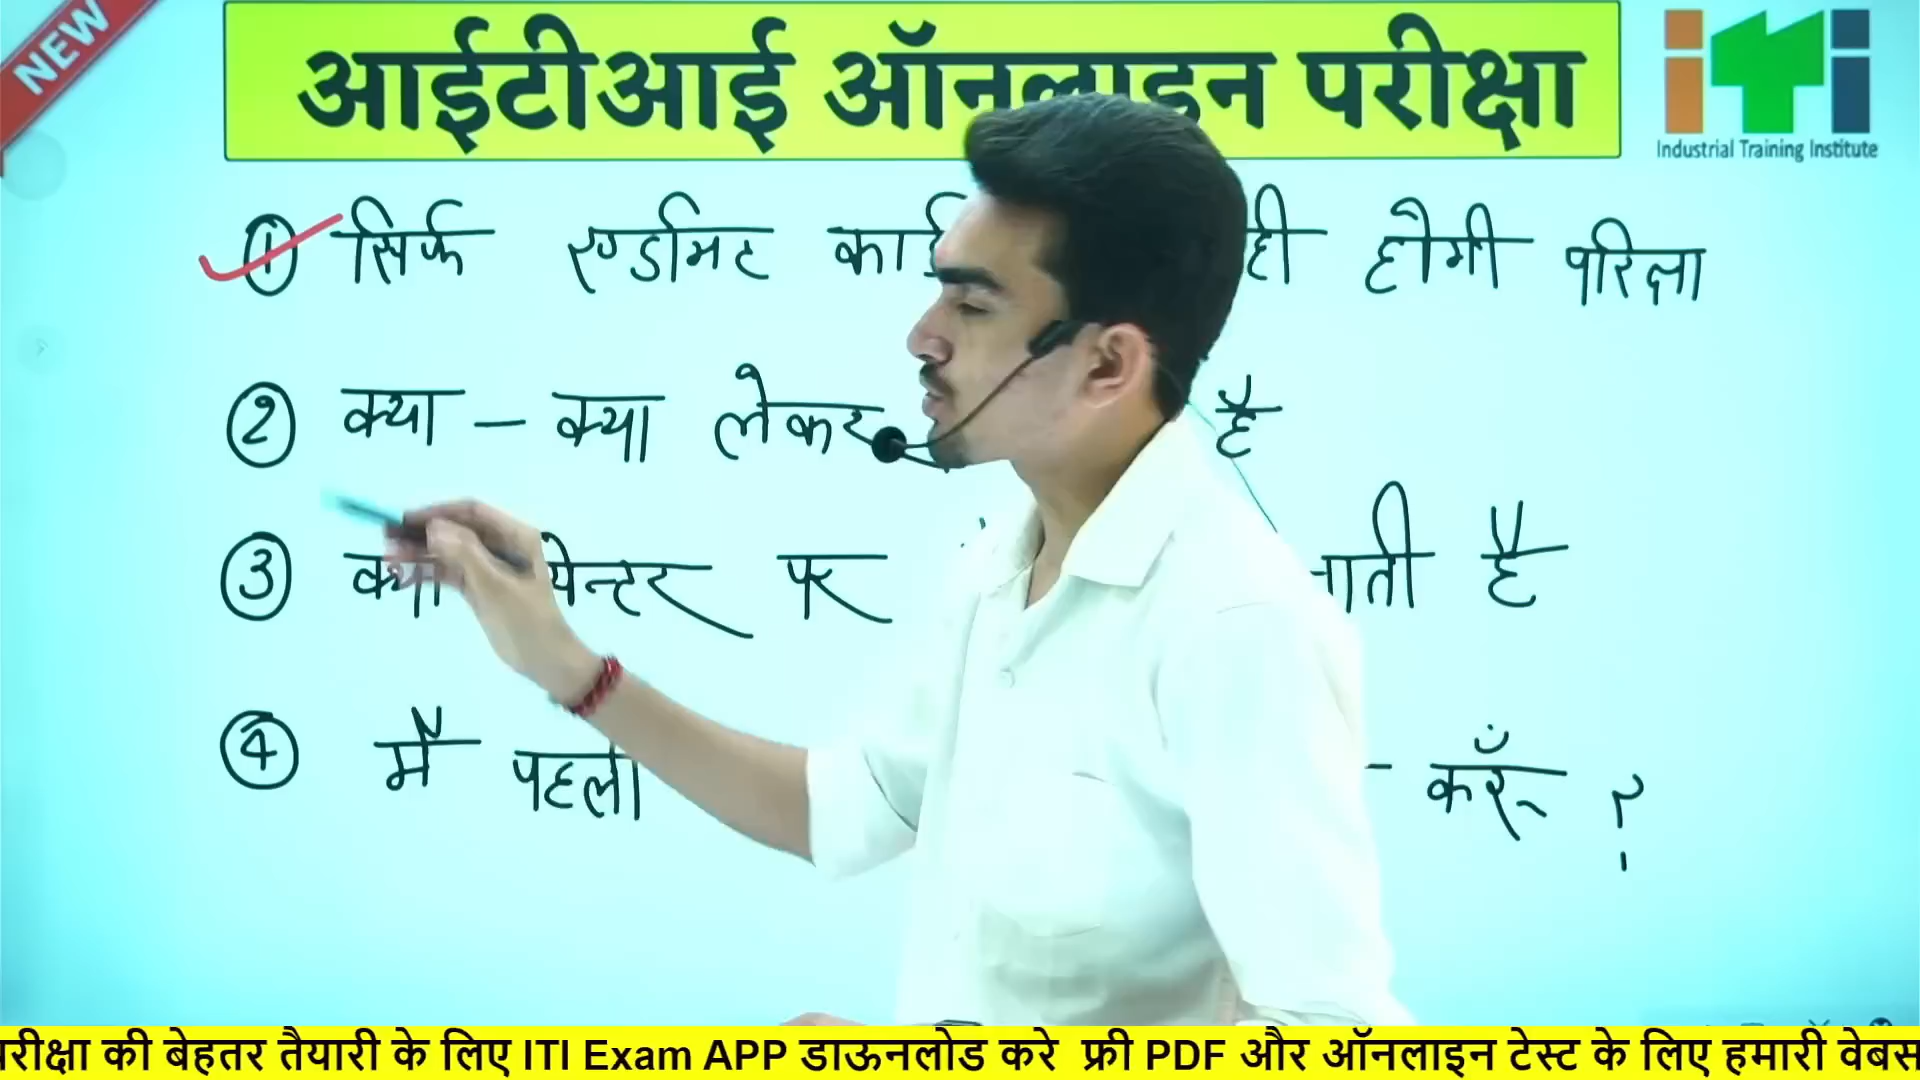 NEW
आईटीआई ऑनलाइन परीक्षा
iTi
Industrial Training Institute
① सिर्फ एडमिट का ही होगी परिक्षा
② क्या - क्या लेकर है
③ क्या पर है
④ मै पहले करूँ ?
रीक्षा की बेहतर तैयारी के लिए ITI Exam APP डाऊनलोड करे फ्री PDF और ऑनलाइन टेस्ट के लिए हमारी वेबस